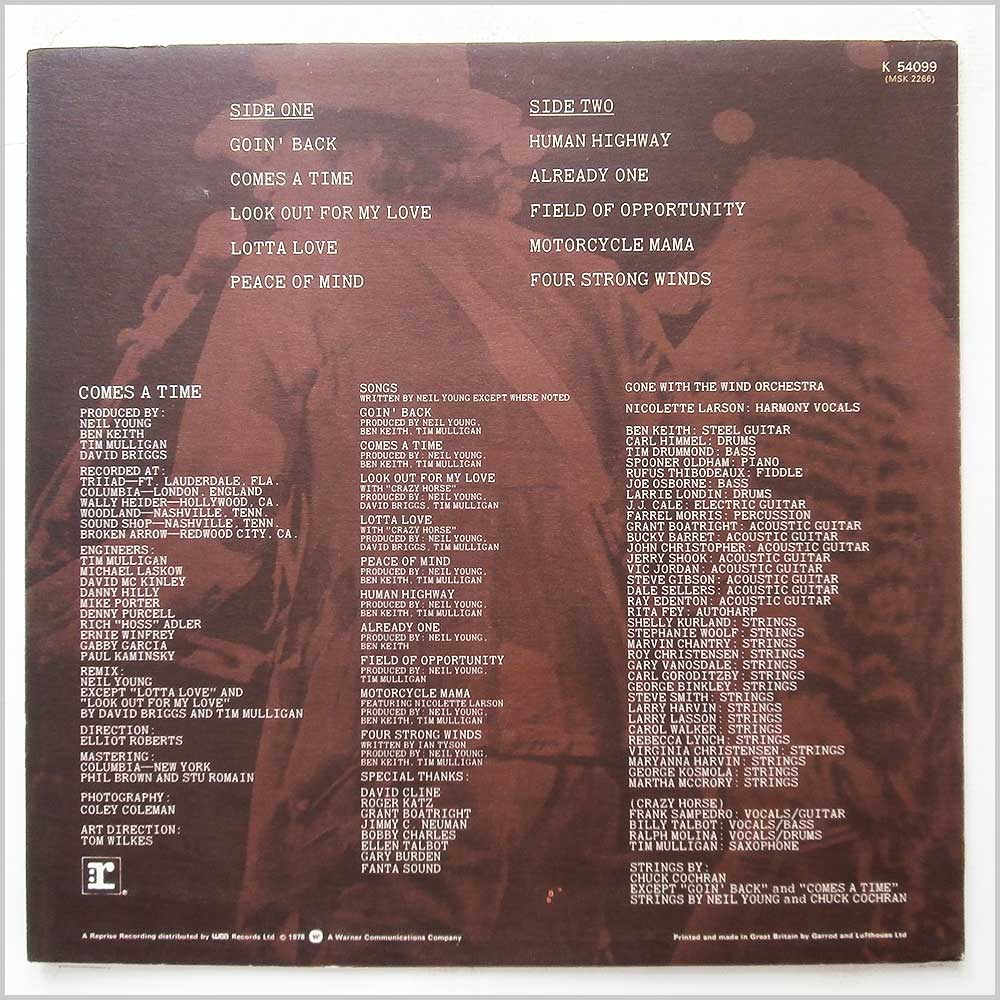 K 54099
(MSK 2266)
SIDE ONE
GOIN' BACK
COMES A TIME
LOOK OUT FOR MY LOVE
LOTTA LOVE
PEACE OF MIND
SIDE TWO
HUMAN HIGHWAY
ALREADY ONE
FIELD OF OPPORTUNITY
MOTORCYCLE MAMA
FOUR STRONG WINDS
COMES A TIME
PRODUCED BY:
NEIL YOUNG
BEN KEITH
TIM MULLIGAN
DAVID BRIGGS
RECORDED AT:
TRIIAD—FT. LAUDERDALE, FLA.
COLUMBIA—LONDON, ENGLAND
WALLY HEIDER—HOLLYWOOD, CA.
WOODLAND—NASHVILLE, TENN.
SOUND SHOP—NASHVILLE, TENN.
BROKEN ARROW—REDWOOD CITY, CA.
ENGINEERS:
TIM MULLIGAN
MICHAEL LASKOW
DAVID MC KINLEY
DANNY HILLY
MIKE PORTER
DENNY PURCELL
RICH "HOSS" ADLER
ERNIE WINFREY
GABBY GARCIA
PAUL KAMINSKY
REMIX:
NEIL YOUNG
EXCEPT "LOTTA LOVE" AND
"LOOK OUT FOR MY LOVE"
BY DAVID BRIGGS AND TIM MULLIGAN
DIRECTION:
ELLIOT ROBERTS
MASTERING:
COLUMBIA—NEW YORK
PHIL BROWN AND STU ROMAIN
PHOTOGRAPHY:
COLEY COLEMAN
ART DIRECTION:
TOM WILKES
SONGS
WRITTEN BY NEIL YOUNG EXCEPT WHERE NOTED
GOIN' BACK
PRODUCED BY: NEIL YOUNG,
BEN KEITH, TIM MULLIGAN
COMES A TIME
PRODUCED BY: NEIL YOUNG,
BEN KEITH, TIM MULLIGAN
LOOK OUT FOR MY LOVE
WITH "CRAZY HORSE"
PRODUCED BY: NEIL YOUNG,
DAVID BRIGGS, TIM MULLIGAN
LOTTA LOVE
WITH "CRAZY HORSE"
PRODUCED BY: NEIL YOUNG,
DAVID BRIGGS, TIM MULLIGAN
PEACE OF MIND
PRODUCED BY: NEIL YOUNG,
BEN KEITH, TIM MULLIGAN
HUMAN HIGHWAY
PRODUCED BY: NEIL YOUNG,
BEN KEITH, TIM MULLIGAN
ALREADY ONE
PRODUCED BY: NEIL YOUNG,
BEN KEITH
FIELD OF OPPORTUNITY
PRODUCED BY: NEIL YOUNG,
TIM MULLIGAN
MOTORCYCLE MAMA
FEATURING NICOLETTE LARSON
PRODUCED BY: NEIL YOUNG,
BEN KEITH, TIM MULLIGAN
FOUR STRONG WINDS
WRITTEN BY IAN TYSON
PRODUCED BY: NEIL YOUNG,
BEN KEITH, TIM MULLIGAN
SPECIAL THANKS:
DAVID CLINE
ROGER KATZ
GRANT BOATRIGHT
JIMMY C. NEUMAN
BOBBY CHARLES
ELLEN TALBOT
GARY BURDEN
FANTA SOUND
GONE WITH THE WIND ORCHESTRA
NICOLETTE LARSON: HARMONY VOCALS
BEN KEITH: STEEL GUITAR
CARL HIMMEL: DRUMS
TIM DRUMMOND: BASS
SPOONER OLDHAM: PIANO
RUFUS THIBODEAUX: FIDDLE
JOE OSBORNE: BASS
LARRIE LONDIN: DRUMS
J.J. CALE: ELECTRIC GUITAR
FARREL MORRIS: PERCUSSION
GRANT BOATRIGHT: ACOUSTIC GUITAR
BUCKY BARRET: ACOUSTIC GUITAR
JOHN CHRISTOPHER: ACOUSTIC GUITAR
JERRY SHOOK: ACOUSTIC GUITAR
VIC JORDAN: ACOUSTIC GUITAR
STEVE GIBSON: ACOUSTIC GUITAR
DALE SELLERS: ACOUSTIC GUITAR
RAY EDENTON: ACOUSTIC GUITAR
RITA FEY: AUTOHARP
SHELLY KURLAND: STRINGS
STEPHANIE WOOLF: STRINGS
MARVIN CHANTRY: STRINGS
ROY CHRISTENSEN: STRINGS
GARY VANOSDALE: STRINGS
CARL GORODITZBY: STRINGS
GEORGE BINKLEY: STRINGS
STEVE SMITH: STRINGS
LARRY HARVIN: STRINGS
LARRY LASSON: STRINGS
CAROL WALKER: STRINGS
REBECCA LYNCH: STRINGS
VIRGINIA CHRISTENSEN: STRINGS
MARYANNA HARVIN: STRINGS
GEORGE KOSMOLA: STRINGS
MARTHA MCCRORY: STRINGS
(CRAZY HORSE)
FRANK SAMPEDRO: VOCALS/GUITAR
BILLY TALBOT: VOCALS/BASS
RALPH MOLINA: VOCALS/DRUMS
TIM MULLIGAN: SAXOPHONE
STRINGS BY:
CHUCK COCHRAN
EXCEPT "GOIN' BACK" and "COMES A TIME"
STRINGS BY NEIL YOUNG and CHUCK COCHRAN
A Reprise Recording distributed by wea Records Ltd © 1978 A Warner Communications Company
Printed and made in Great Britain by Garrod and Lofthouse Ltd